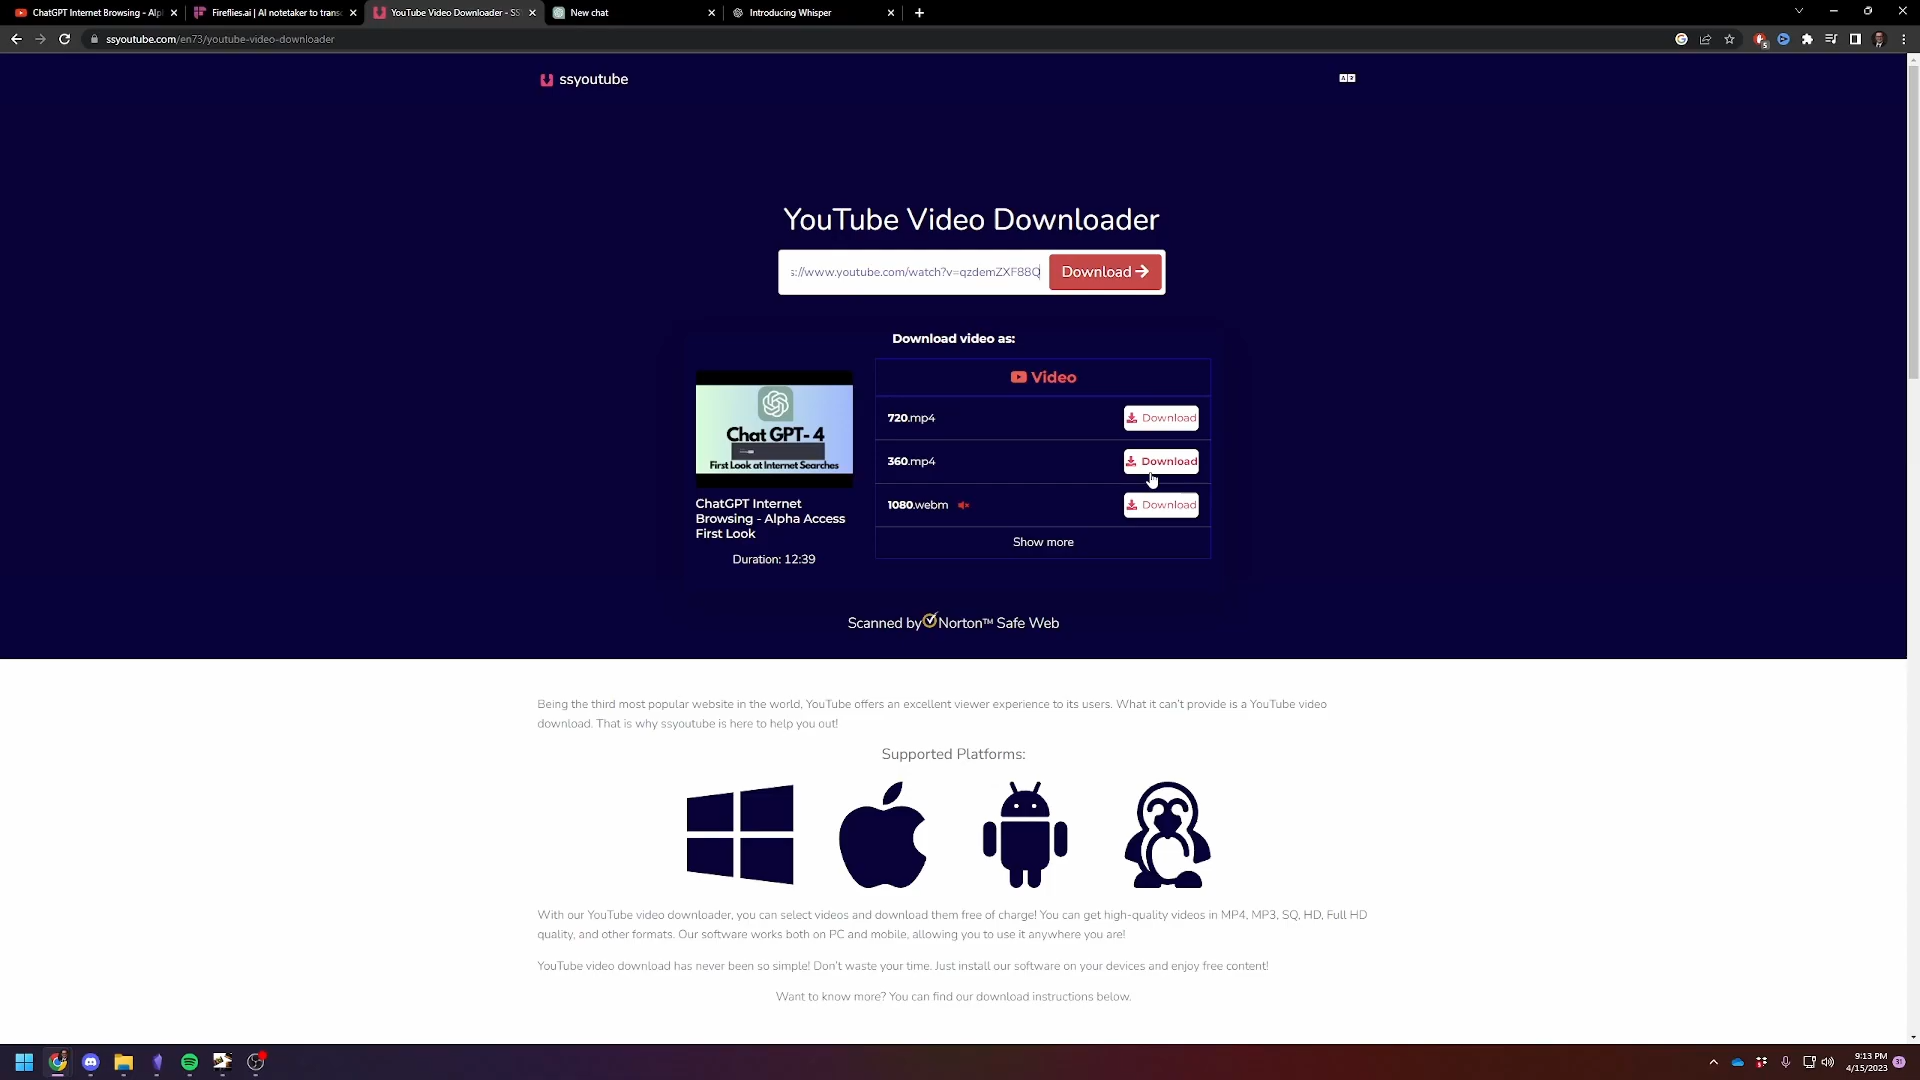 ChatGPT Internet Browsing - Alp
Fireflies.ai | AI notetaker to trans
YouTube Video Downloader - SS
New chat
Introducing Whisper
ssyoutube.com/en73/youtube-video-downloader
5
ssyoutube
YouTube Video Downloader
s://www.youtube.com/watch?v=qzdemZXF88Q
Download →
Download video as:
Video
720.mp4
Download
360.mp4
Download
1080.webm
Download
Show more
Chat GPT- 4
First Look at Internet Searches
ChatGPT Internet
Browsing - Alpha Access
First Look
Duration: 12:39
Scanned by Norton™ Safe Web
Being the third most popular website in the world, YouTube offers an excellent viewer experience to its users. What it can't provide is a YouTube video
download. That is why ssyoutube is here to help you out!
Supported Platforms:
With our YouTube video downloader, you can select videos and download them free of charge! You can get high-quality videos in MP4, MP3, SQ, HD, Full HD
quality, and other formats. Our software works both on PC and mobile, allowing you to use it anywhere you are!
YouTube video download has never been so simple! Don't waste your time. Just install our software on your devices and enjoy free content!
Want to know more? You can find our download instructions below.
9:13 PM
4/15/2023
31